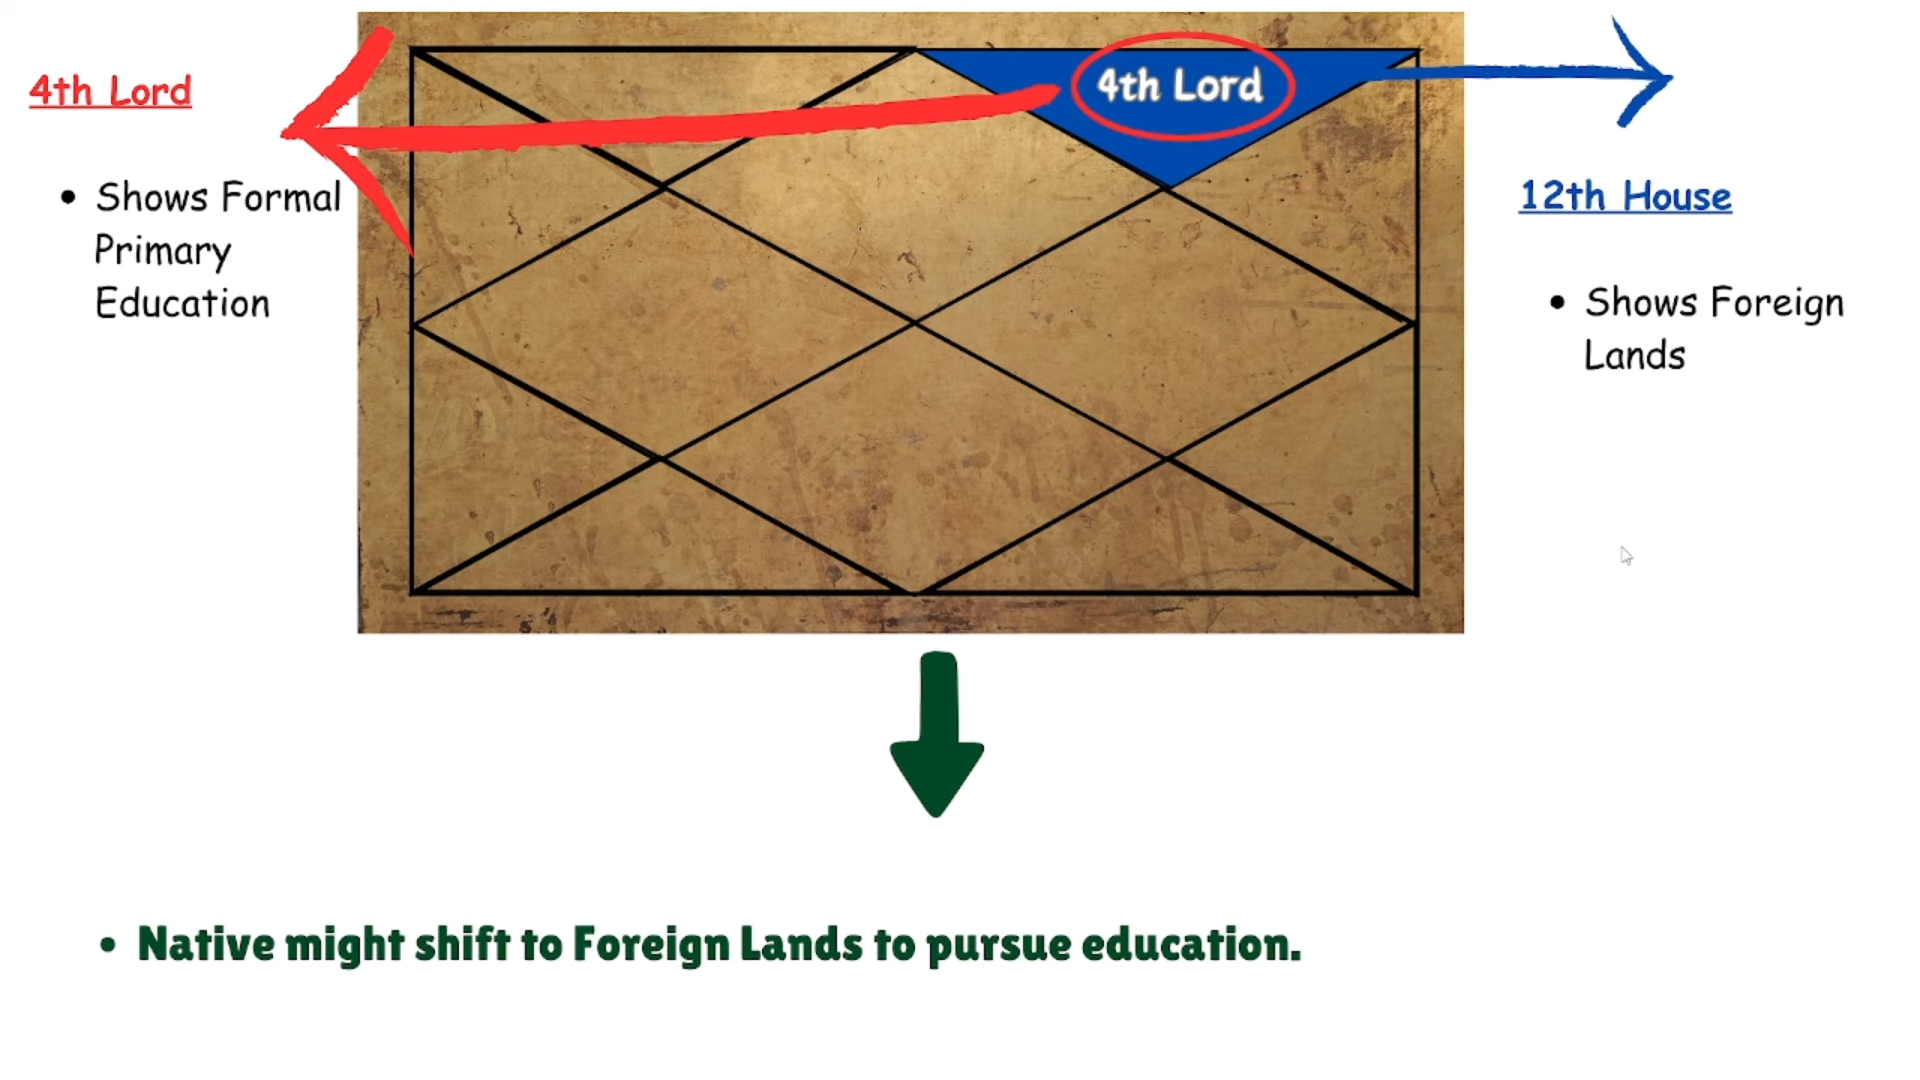 4th Lord
4th Lord
• Shows Formal
Primary
Education
12th House
• Shows Foreign
Lands
• Native might shift to Foreign Lands to pursue education.